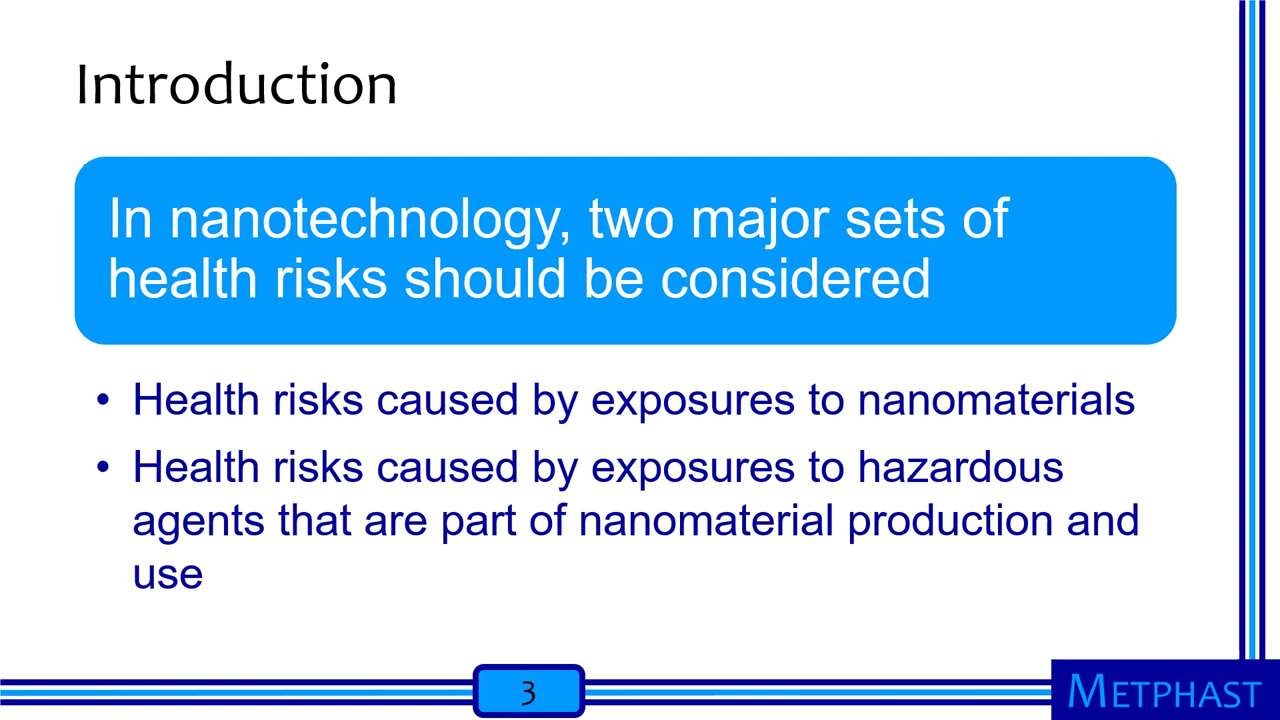 Introduction
In nanotechnology, two major sets of
health risks should be considered
• Health risks caused by exposures to nanomaterials
• Health risks caused by exposures to hazardous
agents that are part of nanomaterial production and
use
3
METPHAST